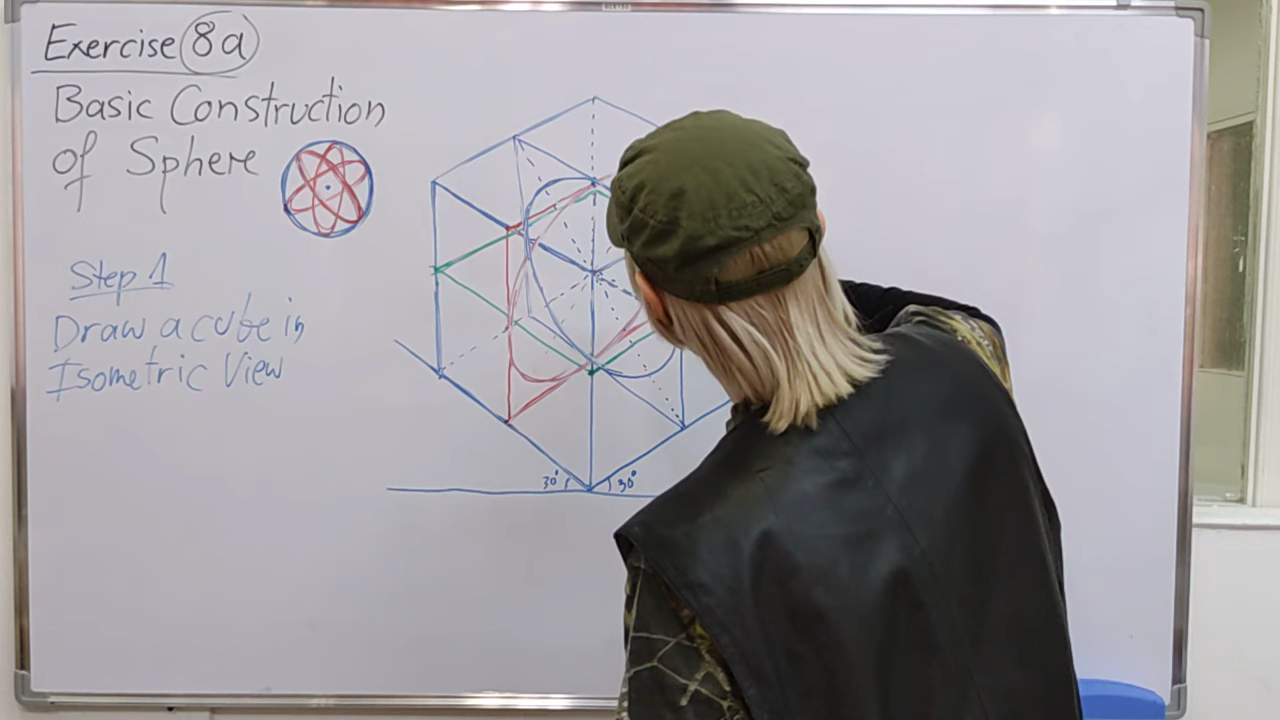 Exercise 8a
Basic Construction
of Sphere
Step 1
Draw a cube in
Isometric View
30° 30°